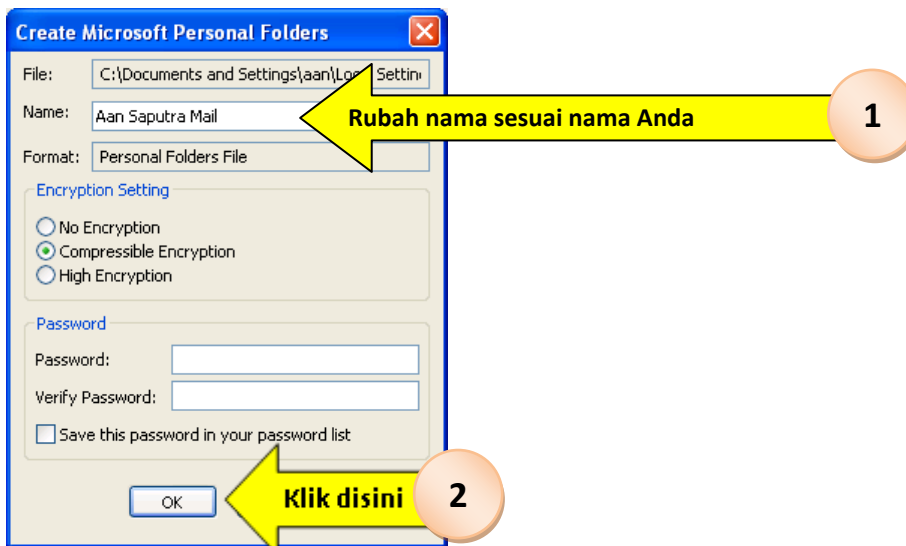 Create Microsoft Personal Folders
File: C:\Documents and Settings\aan\Local Settin
Name: Aan Saputra Mail
Rubah nama sesuai nama Anda 1
Format: Personal Folders File
Encryption Setting
No Encryption
Compressible Encryption
High Encryption
Password
Password:
Verify Password:
Save this password in your password list
OK
Klik disini 2